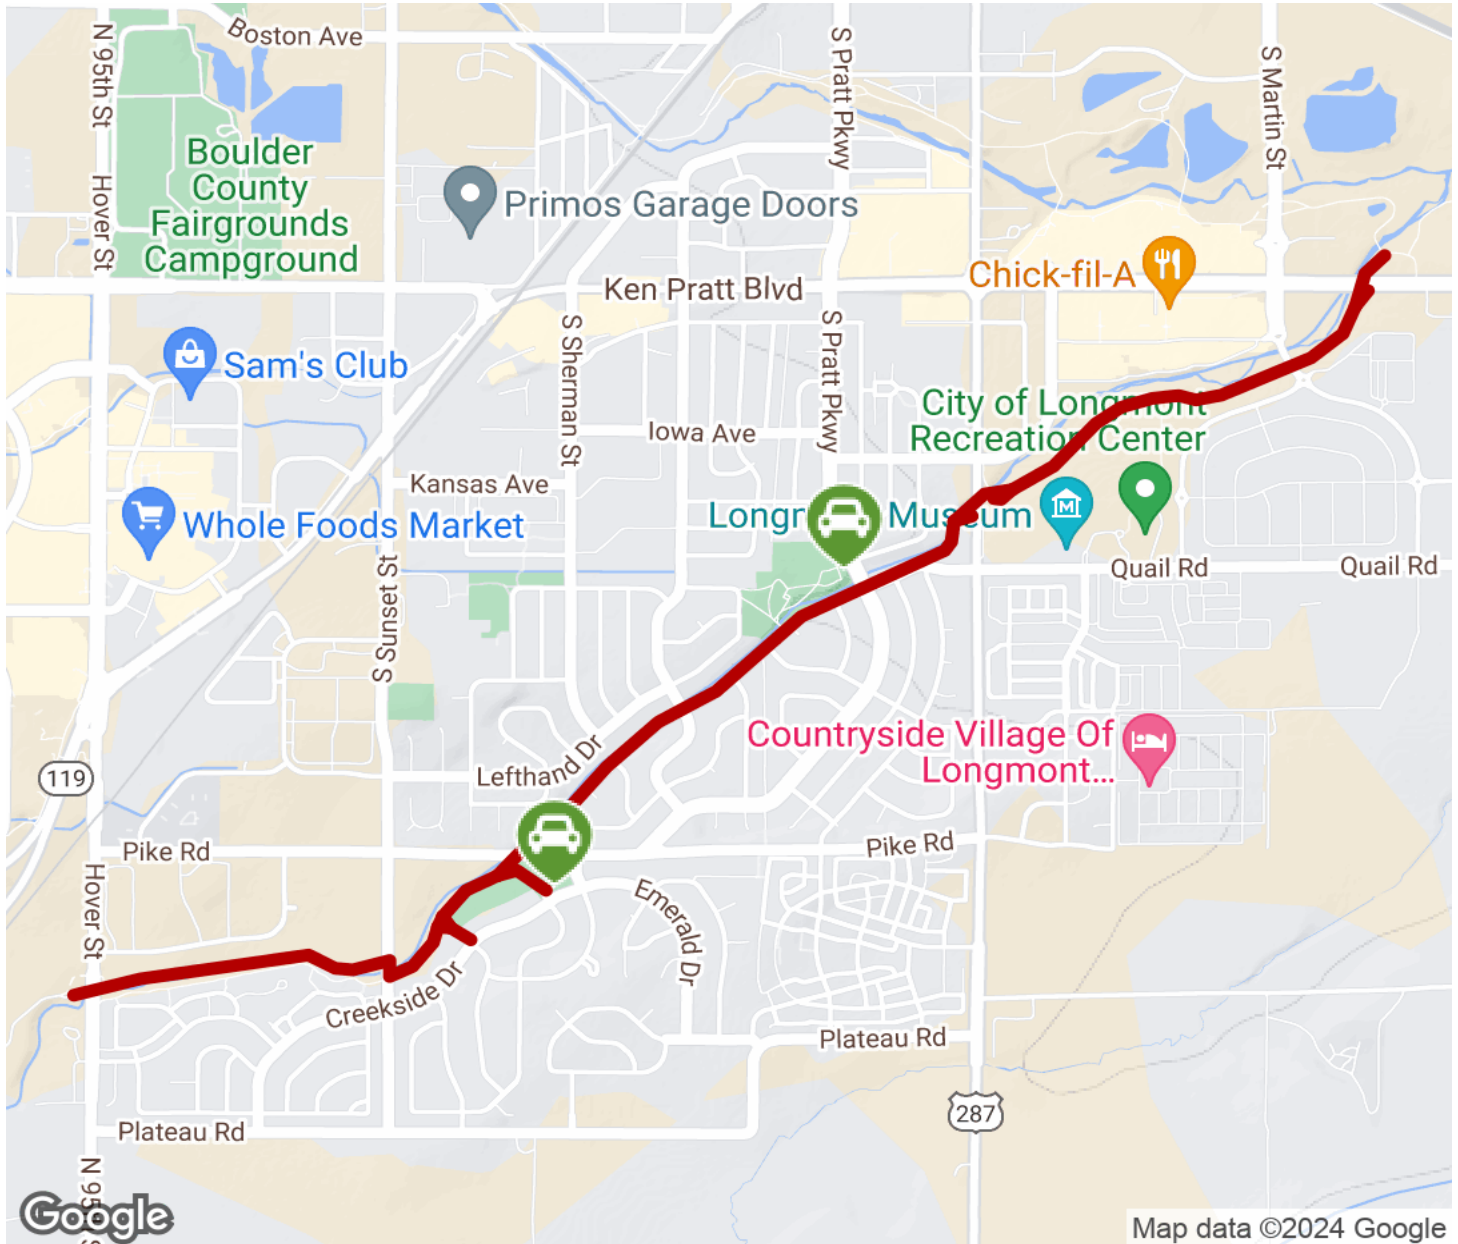 Boston Ave
N 95th St
S Pratt Pkwy
S Martin St
Boulder
County
Fairgrounds
Campground
Hover St
Primos Garage Doors
Chick-fil-A
Ken Pratt Blvd
S Sherman St
S Pratt Pkwy
Sam's Club
City of Longmont
Recreation Center
Iowa Ave
Kansas Ave
Whole Foods Market
Museum
Quail Rd
Quail Rd
S Sunset St
Countryside Village Of
Longmont...
Lefthand Dr
119
Pike Rd
Pike Rd
Hover St
Emerald Dr
Creekside Dr
Plateau Rd
287
Plateau Rd
Google
Map data ©2024 Google